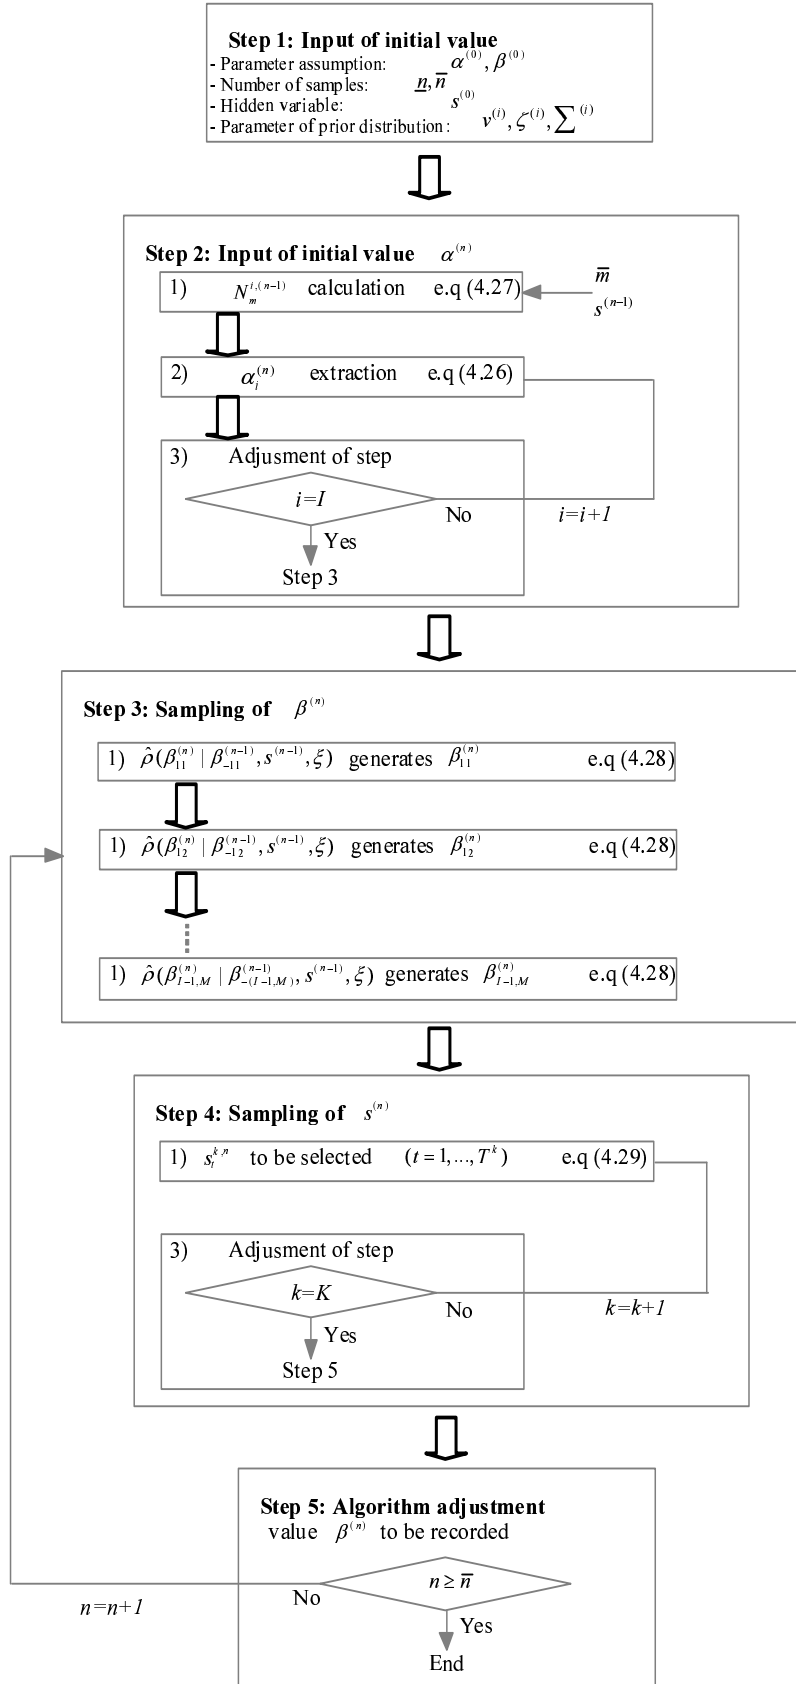 Step 1: Input of initial value
- Parameter assumption: α^(0), β^(0)
- Number of samples: n̲, n̅
- Hidden variable: s^(0)
- Parameter of prior distribution: ν^(i), ζ^(i), ∑^(i)
Step 2: Input of initial value α^(n)
1) N_m^{i,(n−1)} calculation e.q (4.27)
m̅
s^(n−1)
2) α_i^(n) extraction e.q (4.26)
3) Adjusment of step
i=I
No
i=i+1
Yes
Step 3
Step 3: Sampling of β^(n)
1) ρ̂(β_11^(n) | β_−11^(n−1), s^(n−1), ξ) generates β_11^(n) e.q (4.28)
1) ρ̂(β_12^(n) | β_−12^(n−1), s^(n−1), ξ) generates β_12^(n) e.q (4.28)
1) ρ̂(β_{I−1,M}^(n) | β_{−(I−1,M)}^(n−1), s^(n−1), ξ) generates β_{I−1,M}^(n) e.q (4.28)
Step 4: Sampling of s^(n)
1) s_t^{k,n} to be selected (t = 1,...,T^k) e.q (4.29)
3) Adjusment of step
k=K
No
k=k+1
Yes
Step 5
Step 5: Algorithm adjustment
value β^(n) to be recorded
n ≥ n̅
No
n=n+1
Yes
End